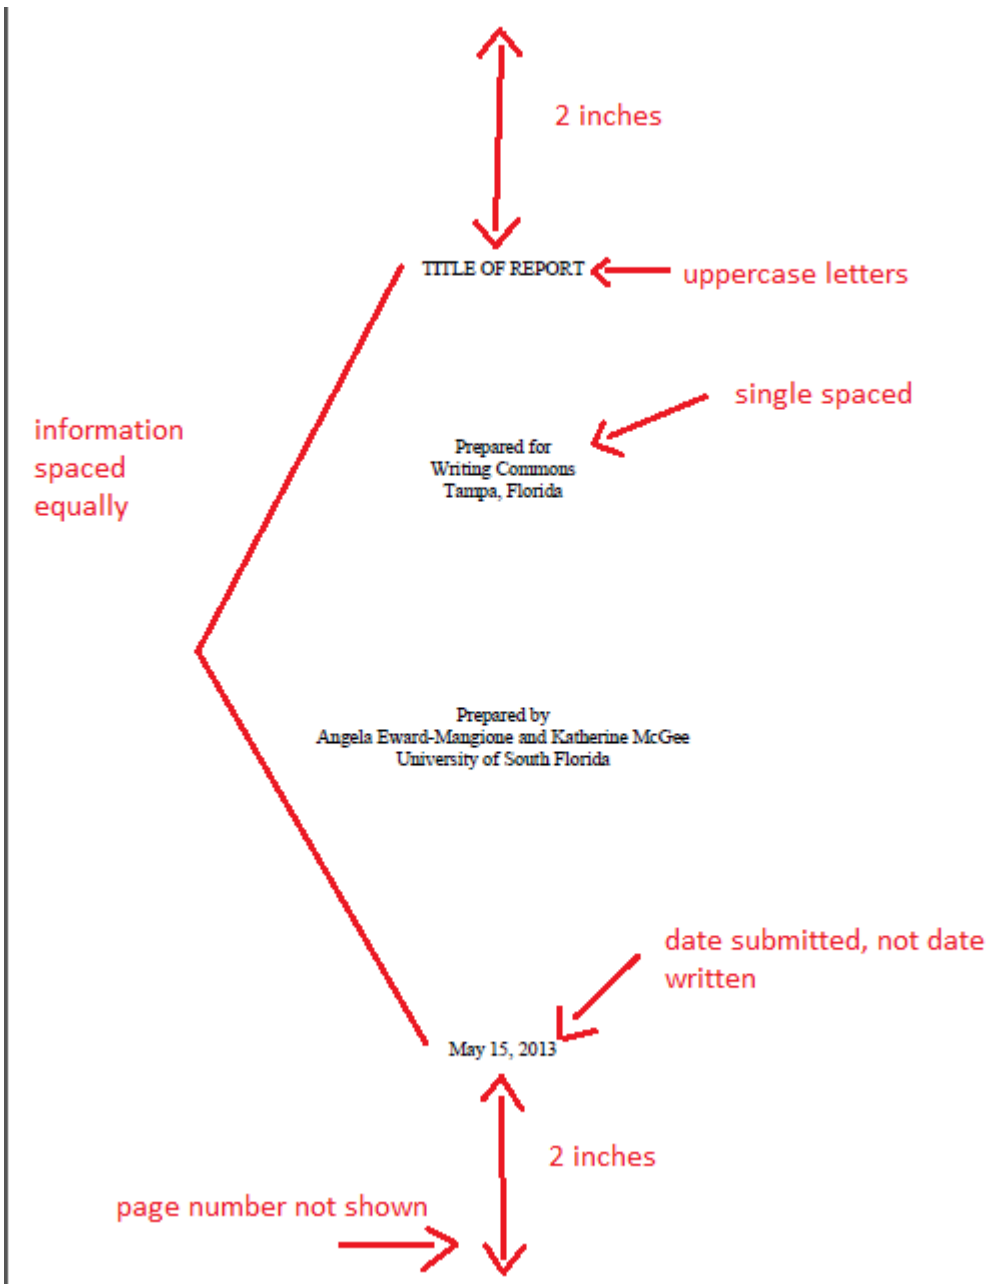 2 inches
TITLE OF REPORT
uppercase letters
single spaced
information
spaced
equally
Prepared for
Writing Commons
Tampa, Florida
Prepared by
Angela Eward-Mangione and Katherine McGee
University of South Florida
date submitted, not date
written
May 15, 2013
2 inches
page number not shown